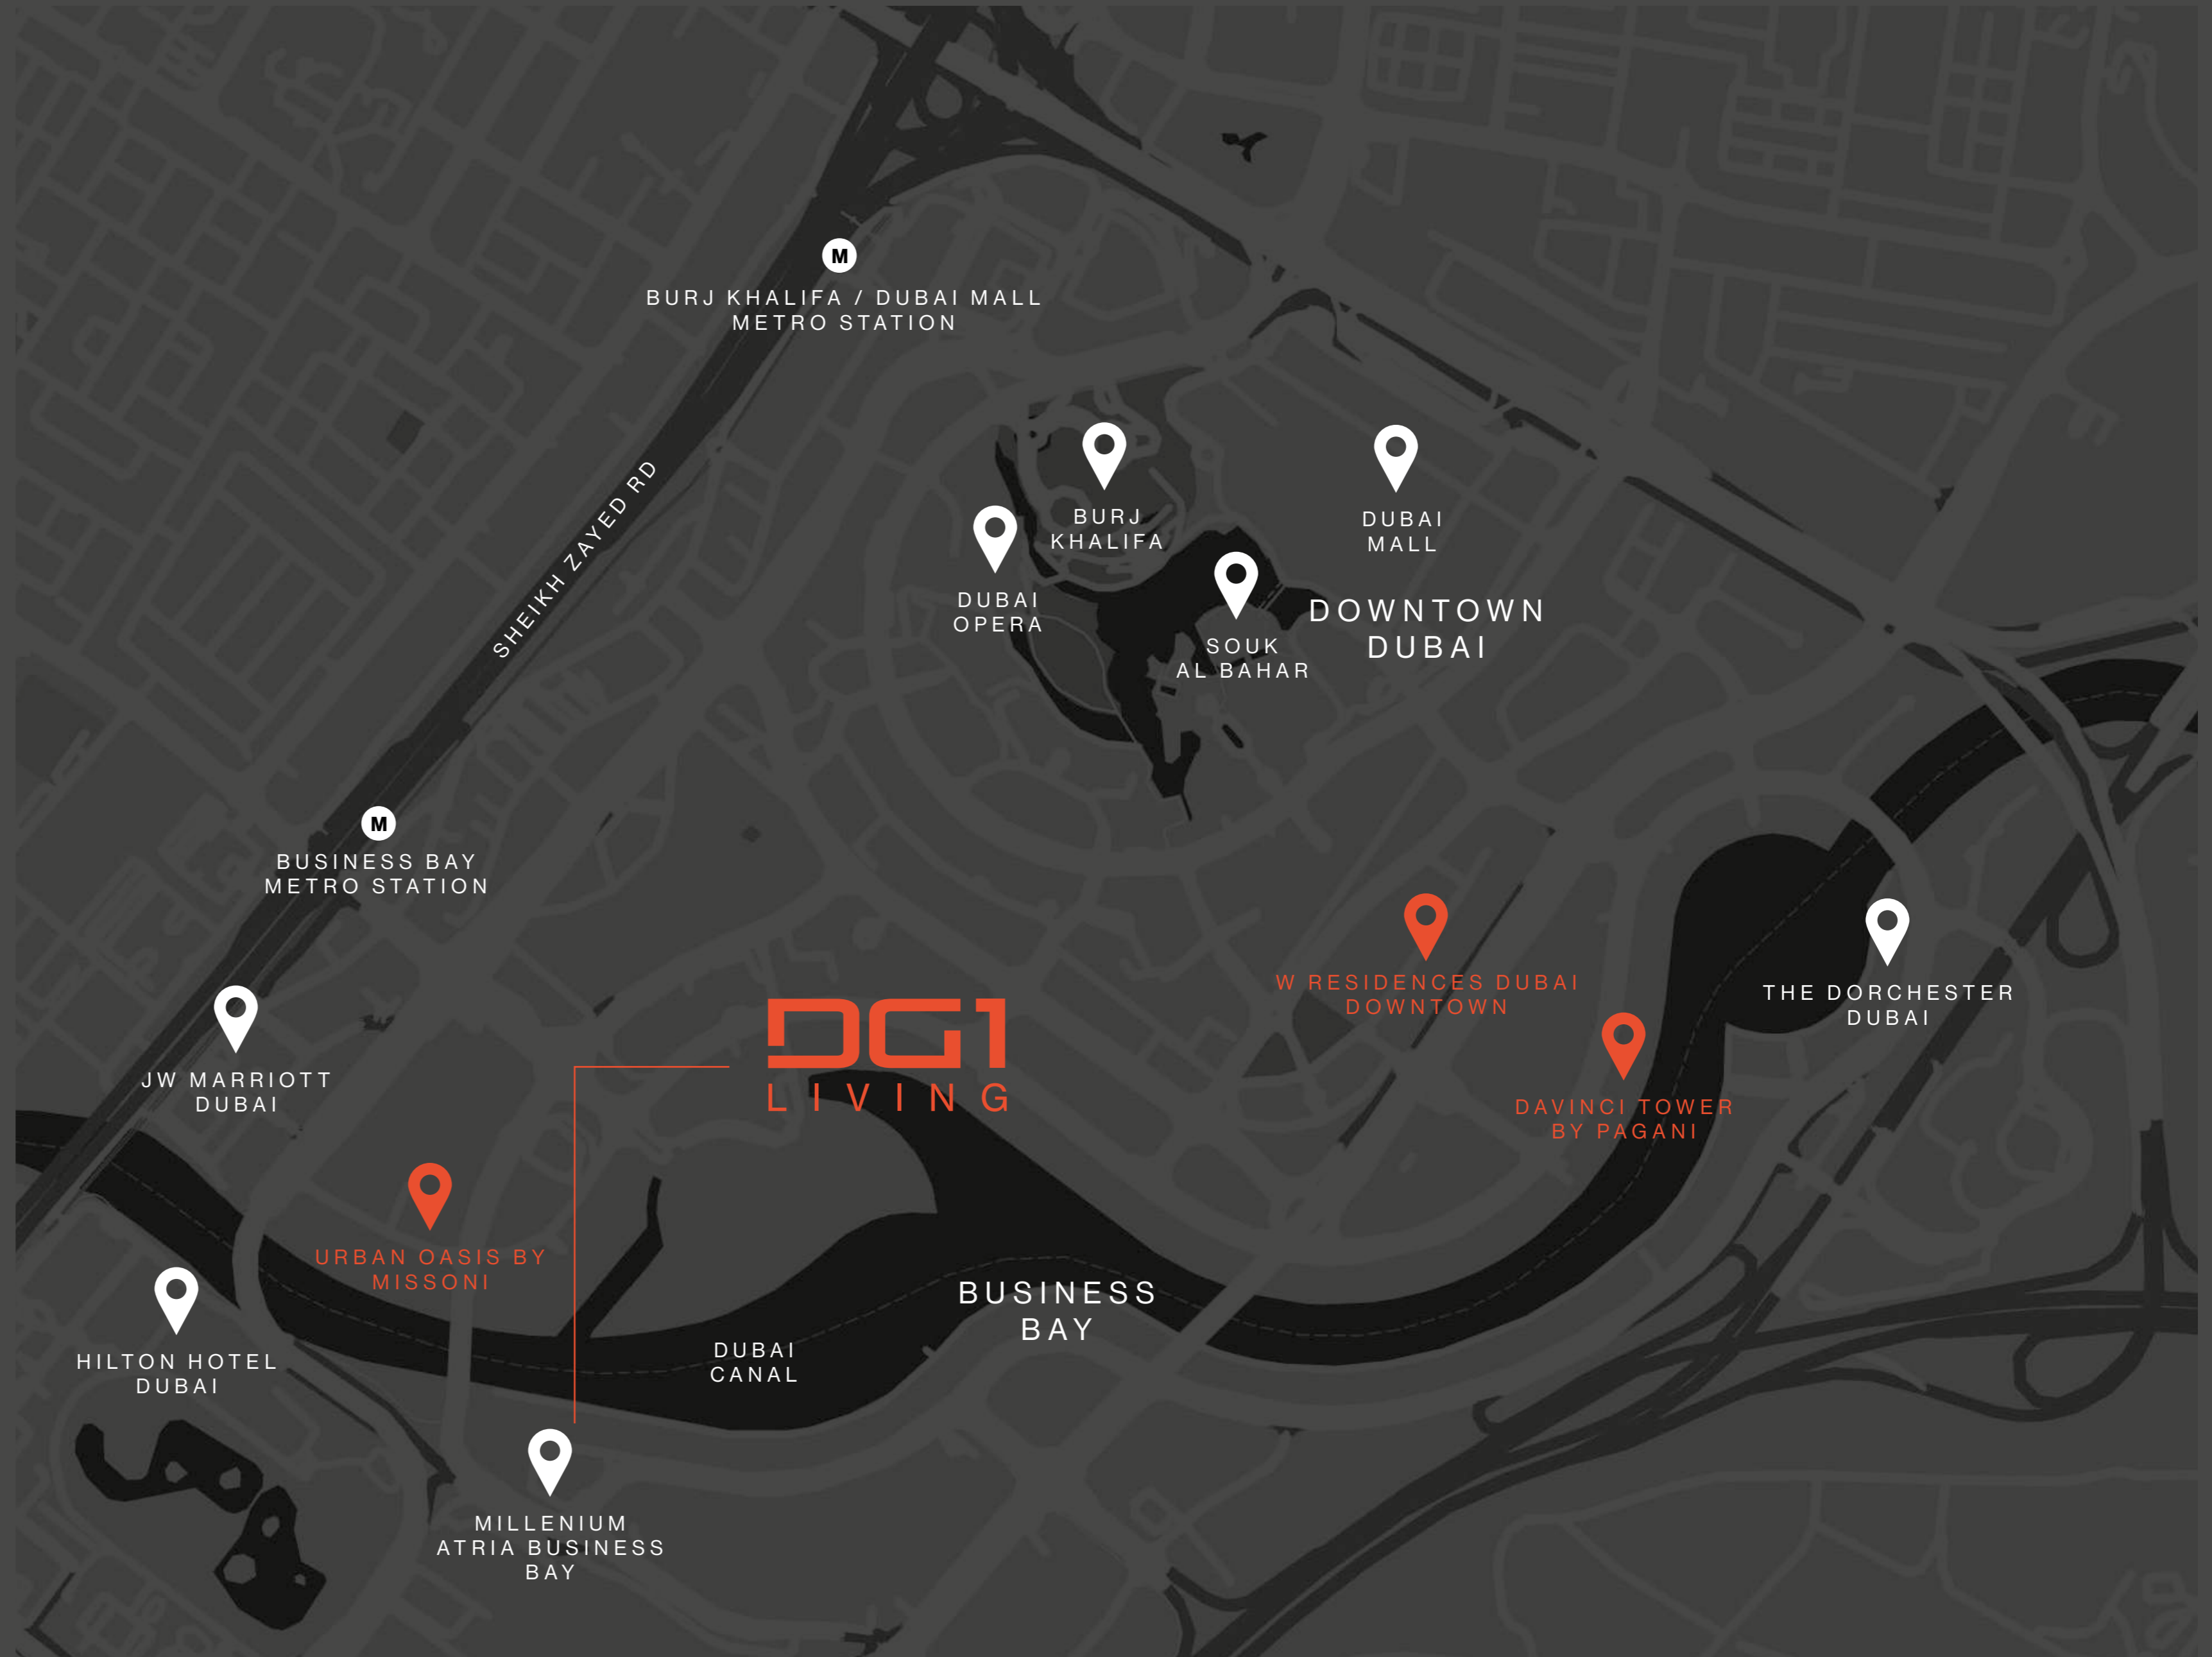 M
BURJ KHALIFA / DUBAI MALL
METRO STATION
SHEIKH ZAYED RD
BURJ
KHALIFA
DUBAI
MALL
DUBAI
OPERA
SOUK
AL BAHAR
DOWNTOWN
DUBAI
M
BUSINESS BAY
METRO STATION
W RESIDENCES DUBAI
DOWNTOWN
THE DORCHESTER
DUBAI
JW MARRIOTT
DUBAI
DG1
LIVING
DAVINCI TOWER
BY PAGANI
URBAN OASIS BY
MISSONI
BUSINESS
BAY
DUBAI
CANAL
HILTON HOTEL
DUBAI
MILLENIUM
ATRIA BUSINESS
BAY